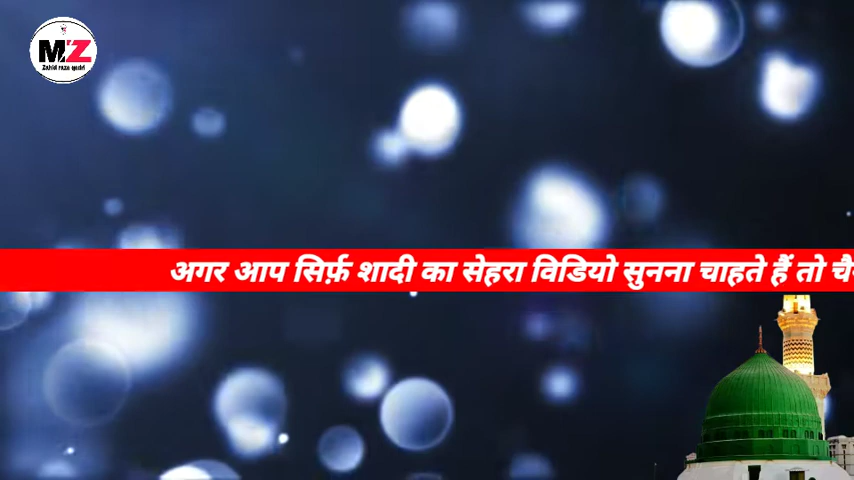 MZ
Zahid raza qadri
अगर आप सिर्फ़ शादी का सेहरा विडियो सुनना चाहते हैं तो